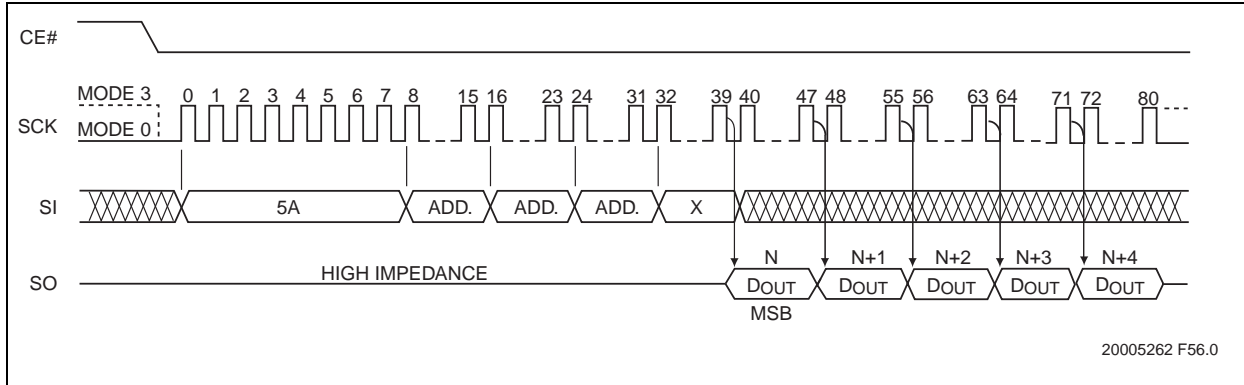 CE#
MODE 3
0 1 2 3 4 5 6 7 8 15 16 23 24 31 32 39 40 47 48 55 56 63 64 71 72 80
SCK
MODE 0
SI
5A ADD. ADD. ADD. X
N N+1 N+2 N+3 N+4
SO
HIGH IMPEDANCE
DOUT DOUT DOUT DOUT DOUT
MSB
20005262 F56.0